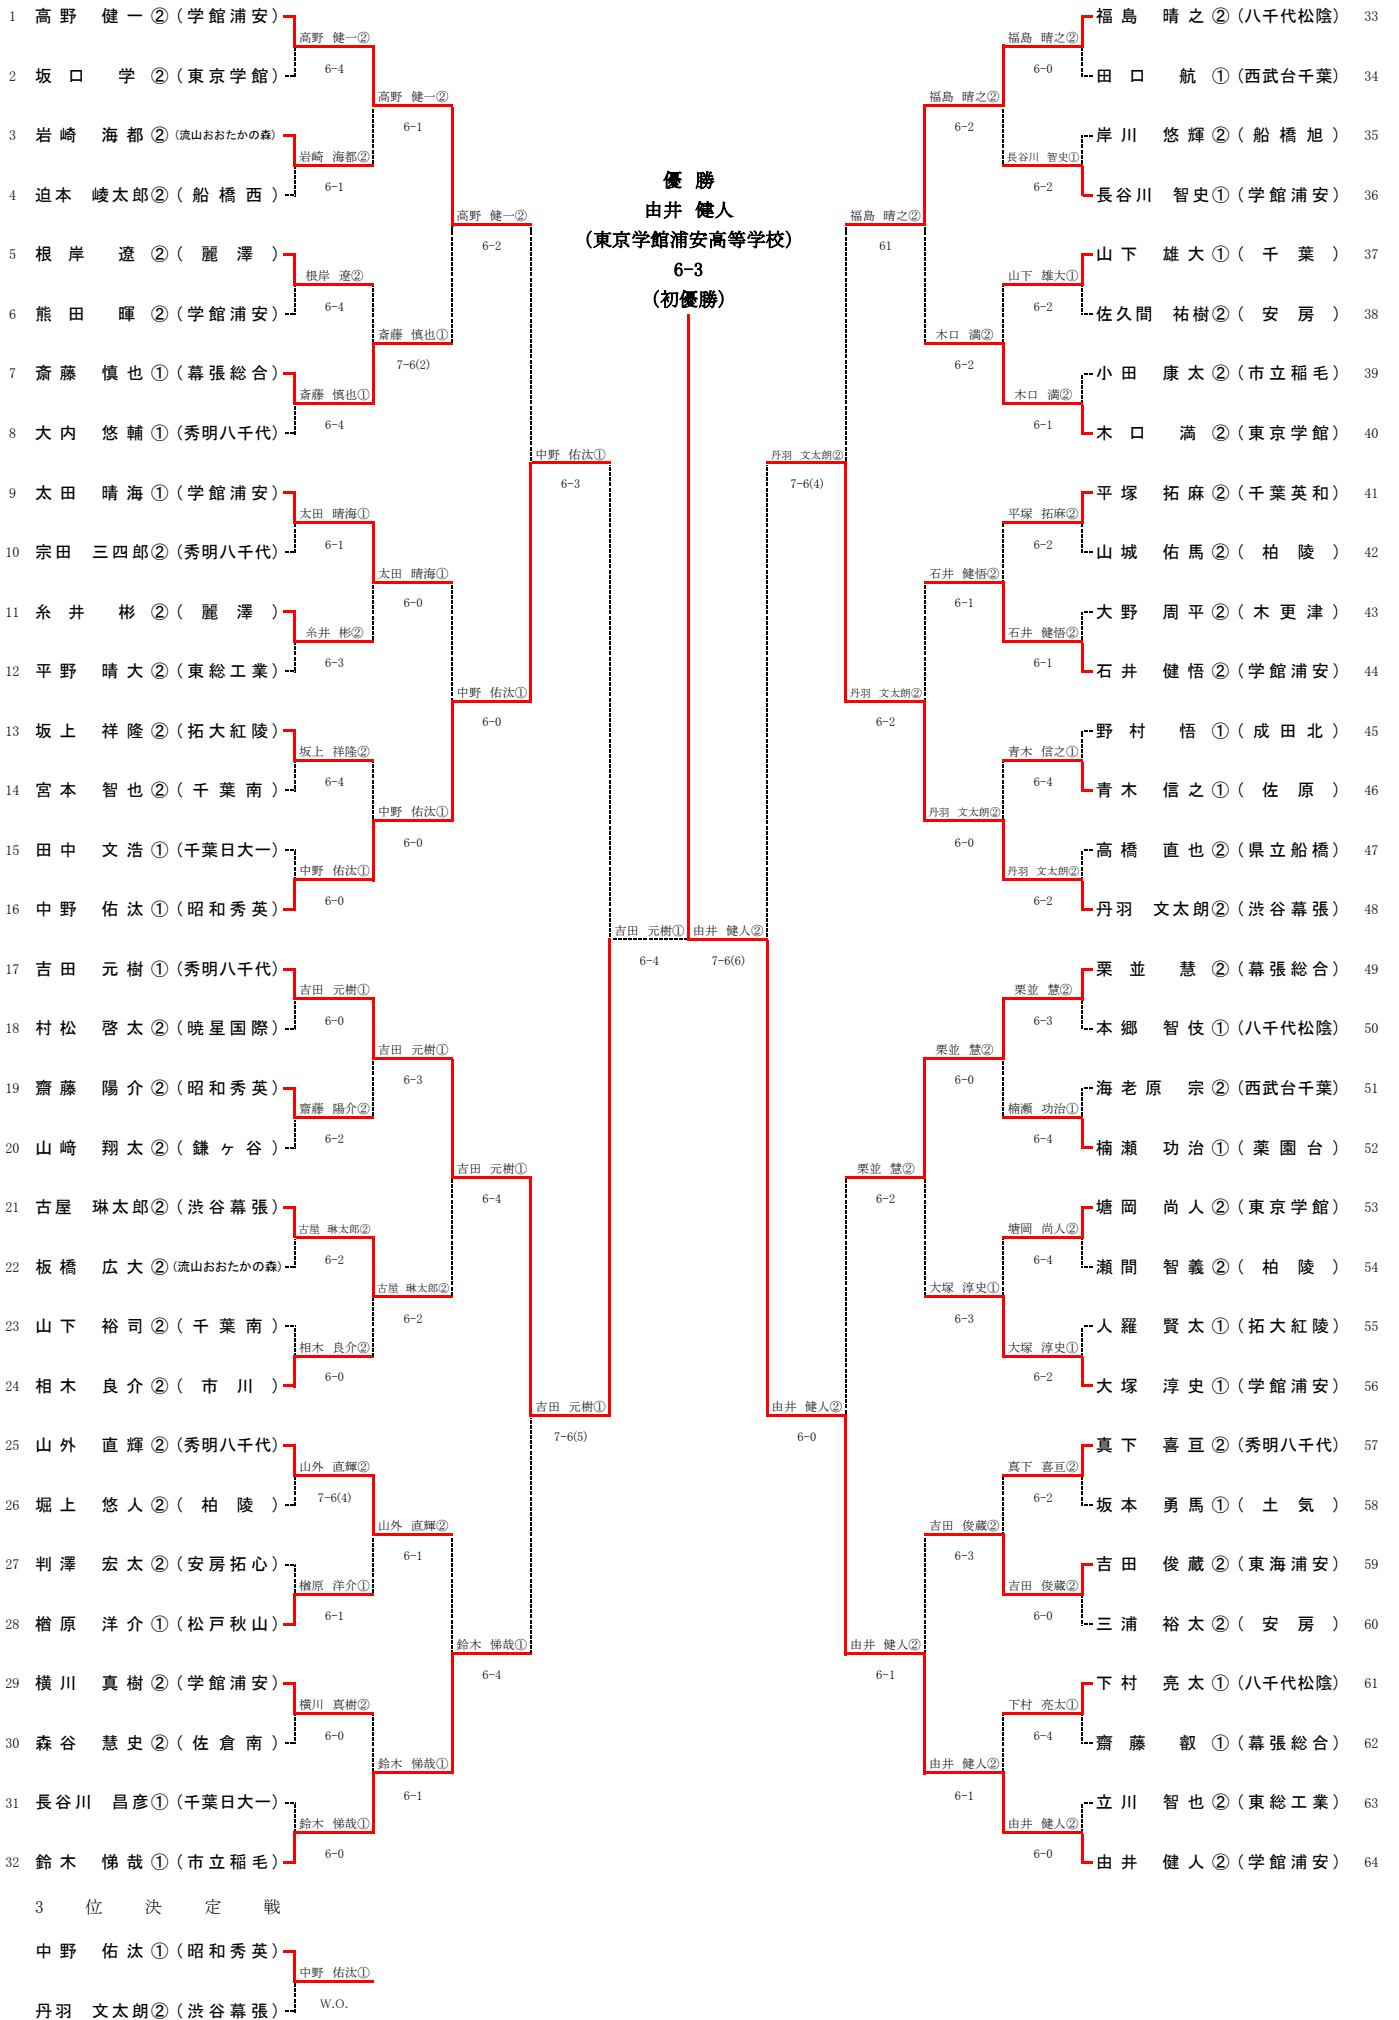 1 高野 健一②(学館浦安)
高野 健一②
6-4
2 坂口 学②(東京学館)
高野 健一②
6-1
3 岩崎 海都②(流山おおたかの森)
岩崎 海都②
6-1
4 迫本 崚太郎②(船橋西)
高野 健一②
6-2
5 根岸 遼②(麗澤)
根岸 遼②
6-4
6 熊田 暉②(学館浦安)
斎藤 慎也①
7-6(2)
7 斎藤 慎也①(幕張総合)
斎藤 慎也①
6-4
8 大内 悠輔①(秀明八千代)
中野 佑汰①
6-3
9 太田 晴海①(学館浦安)
太田 晴海①
6-1
10 宗田 三四郎②(秀明八千代)
太田 晴海①
6-0
11 糸井 彬②(麗澤)
糸井 彬②
6-3
12 平野 晴大②(東総工業)
中野 佑汰①
6-0
13 坂上 祥隆②(拓大紅陵)
坂上 祥隆②
6-4
14 宮本 智也②(千葉南)
中野 佑汰①
6-0
15 田中 文浩①(千葉日大一)
中野 佑汰①
6-0
16 中野 佑汰①(昭和秀英)
吉田 元樹①
6-4
17 吉田 元樹①(秀明八千代)
吉田 元樹①
6-0
18 村松 啓太②(暁星国際)
吉田 元樹①
6-3
19 齋藤 陽介②(昭和秀英)
齋藤 陽介②
6-2
20 山﨑 翔太②(鎌ヶ谷)
吉田 元樹①
6-4
21 古屋 琳太郎②(渋谷幕張)
古屋 琳太郎②
6-2
22 板橋 広大②(流山おおたかの森)
古屋 琳太郎②
6-2
23 山下 裕司②(千葉南)
相木 良介②
6-0
24 相木 良介②(市川)
吉田 元樹①
7-6(5)
25 山外 直輝②(秀明八千代)
山外 直輝②
7-6(4)
26 堀上 悠人②(柏陵)
山外 直輝②
6-1
27 判澤 宏太②(安房拓心)
楢原 洋介①
6-1
28 楢原 洋介①(松戸秋山)
鈴木 悌哉①
6-4
29 横川 真樹②(学館浦安)
横川 真樹②
6-0
30 森谷 慧史②(佐倉南)
鈴木 悌哉①
6-1
31 長谷川 昌彦①(千葉日大一)
鈴木 悌哉①
6-0
32 鈴木 悌哉①(市立稲毛)
優 勝
由井 健人
(東京学館浦安高等学校)
6-3
(初優勝)
福島 晴之②(八千代松陰) 33
福島 晴之②
6-0
田口 航①(西武台千葉) 34
福島 晴之②
6-2
岸川 悠輝②(船橋旭) 35
長谷川 智史①
6-2
長谷川 智史①(学館浦安) 36
福島 晴之②
61
山下 雄大①(千葉) 37
山下 雄大①
6-2
佐久間 祐樹②(安房) 38
木口 満②
6-2
小田 康太②(市立稲毛) 39
木口 満②
6-1
木口 満②(東京学館) 40
丹羽 文太朗②
7-6(4)
平塚 拓麻②(千葉英和) 41
平塚 拓麻②
6-2
山城 佑馬②(柏陵) 42
石井 健悟②
6-1
大野 周平②(木更津) 43
石井 健悟②
6-1
石井 健悟②(学館浦安) 44
丹羽 文太朗②
6-2
野村 悟①(成田北) 45
青木 信之①
6-4
青木 信之①(佐原) 46
丹羽 文太朗②
6-0
高橋 直也②(県立船橋) 47
丹羽 文太朗②
6-2
丹羽 文太朗②(渋谷幕張) 48
由井 健人②
7-6(6)
栗並 慧②(幕張総合) 49
栗並 慧②
6-3
本郷 智伎①(八千代松陰) 50
栗並 慧②
6-0
海老原 宗②(西武台千葉) 51
楠瀬 功治①
6-4
楠瀬 功治①(薬園台) 52
栗並 慧②
6-2
塘岡 尚人②(東京学館) 53
塘岡 尚人②
6-4
瀬間 智義②(柏陵) 54
大塚 淳史①
6-3
人羅 賢太①(拓大紅陵) 55
大塚 淳史①
6-2
大塚 淳史①(学館浦安) 56
由井 健人②
6-0
真下 喜亘②(秀明八千代) 57
真下 喜亘②
6-2
坂本 勇馬①(土気) 58
吉田 俊蔵②
6-3
吉田 俊蔵②(東海浦安) 59
吉田 俊蔵②
6-0
三浦 裕太②(安房) 60
由井 健人②
6-1
下村 亮太①(八千代松陰) 61
下村 亮太①
6-4
齋藤 叡①(幕張総合) 62
由井 健人②
6-1
立川 智也②(東総工業) 63
由井 健人②
6-0
由井 健人②(学館浦安) 64
3 位 決 定 戦
中野 佑汰①(昭和秀英)
中野 佑汰①
W.O.
丹羽 文太朗②(渋谷幕張)